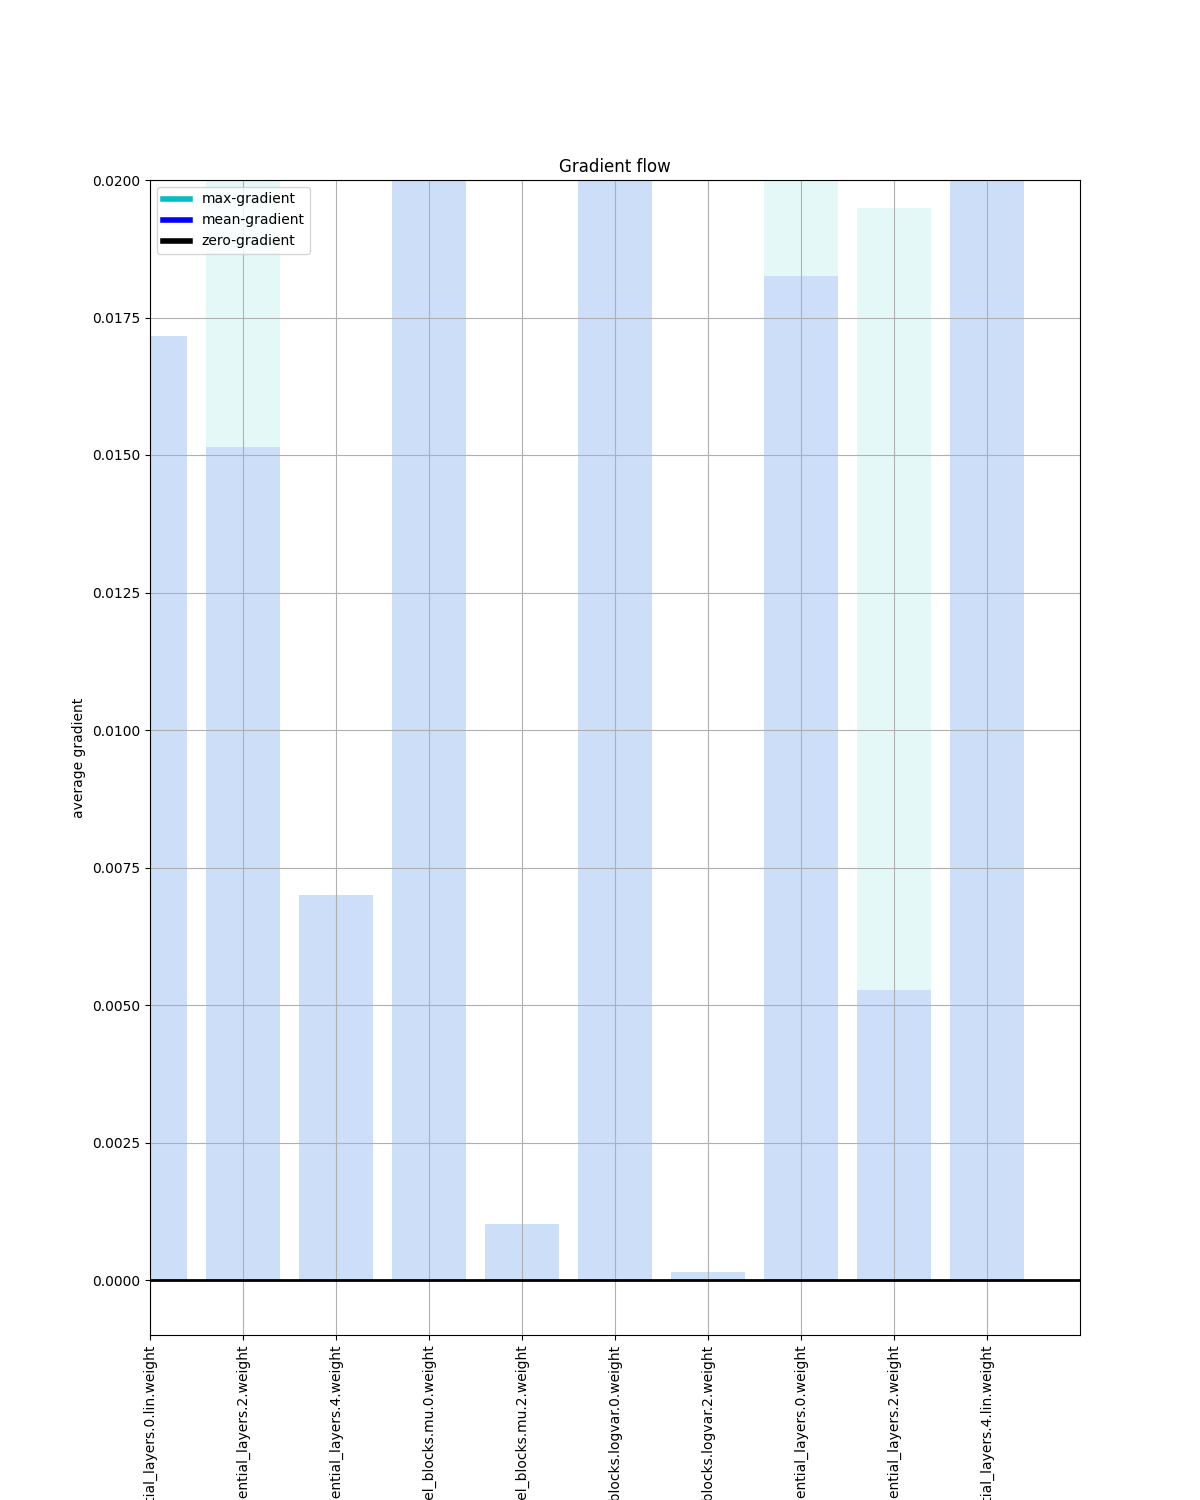 Gradient flow
max-gradient
mean-gradient
zero-gradient
0.0200
0.0175
0.0150
0.0125
0.0100
0.0075
0.0050
0.0025
0.0000
average gradient
tial_layers.0.lin.weight
ential_layers.2.weight
ential_layers.4.weight
el_blocks.mu.0.weight
el_blocks.mu.2.weight
blocks.logvar.0.weight
blocks.logvar.2.weight
ential_layers.0.weight
ential_layers.2.weight
tial_layers.4.lin.weight